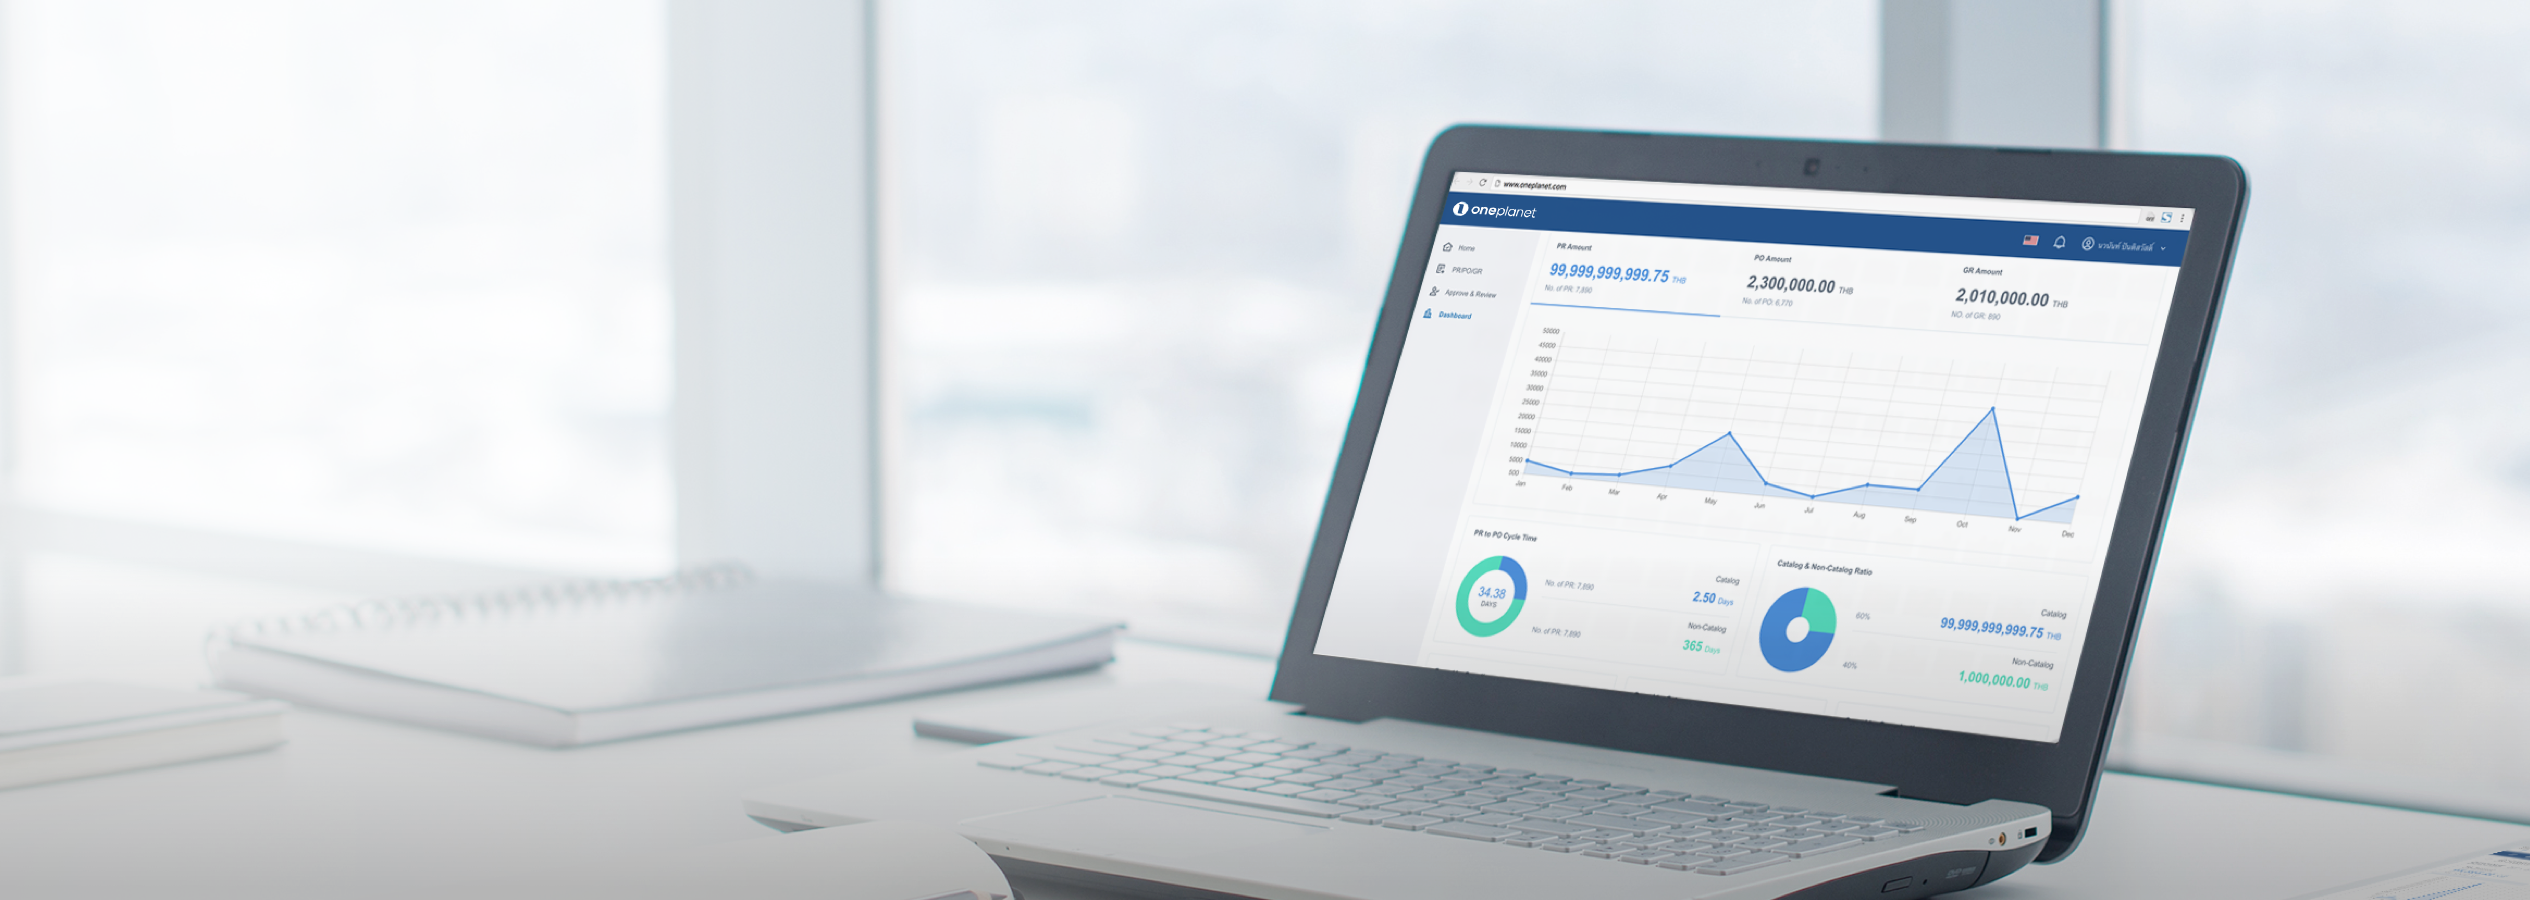 www.oneplanet.com
oneplanet
Home
PR/PO/GR
Approve & Review
Dashboard
PR Amount
99,999,999,999.75 THB
No. of PR: 7,890
PO Amount
2,300,000.00 THB
No. of PO: 6,770
GR Amount
2,010,000.00 THB
NO. of GR: 890
50000
45000
40000
35000
30000
25000
20000
15000
10000
5000
500
Jan Feb Mar Apr May Jun Jul Aug Sep Oct Nov Dec
PR to PO Cycle Time
34.38
DAYS
No. of PR: 7,890
No. of PR: 7,890
Catalog
2.50 Days
Non-Catalog
365 Days
Catalog & Non-Catalog Ratio
60%
40%
Catalog
99,999,999,999.75 THB
Non-Catalog
1,000,000.00 THB